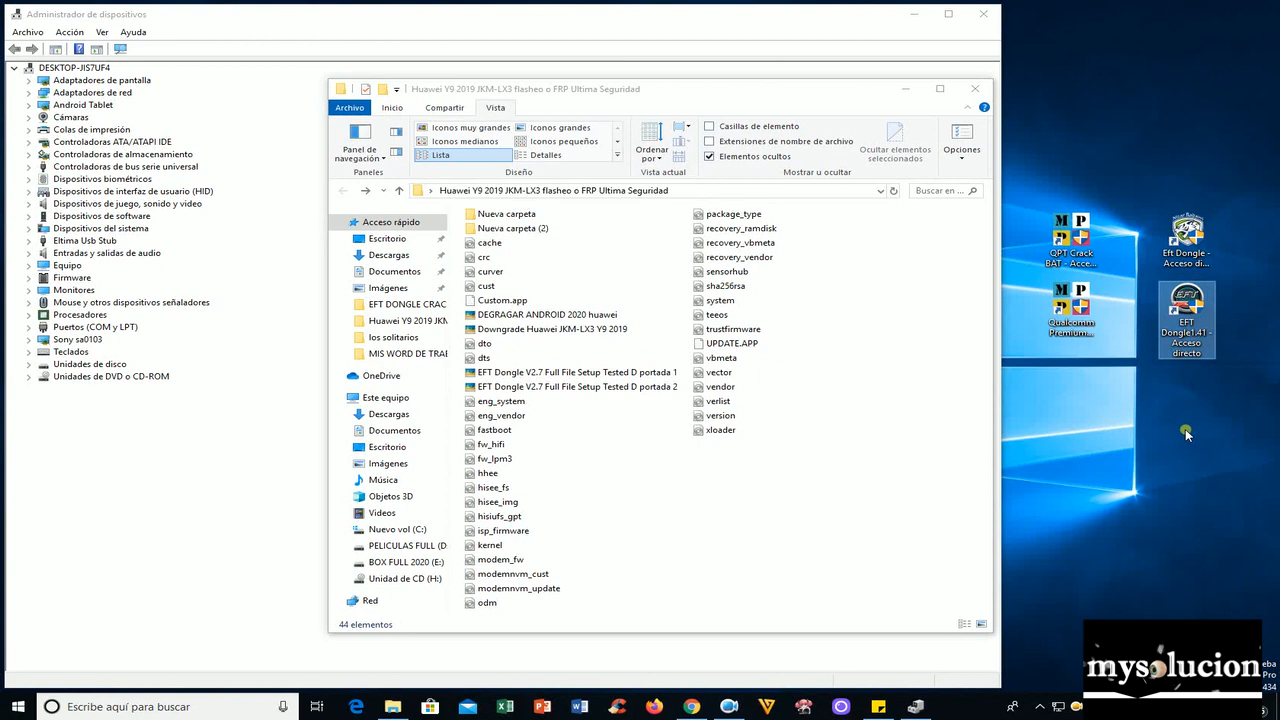 Administrador de dispositivos
Archivo Acción Ver Ayuda
DESKTOP-JIS7UF4
Adaptadores de pantalla
Adaptadores de red
Android Tablet
Cámaras
Colas de impresión
Controladoras ATA/ATAPI IDE
Controladoras de almacenamiento
Controladoras de bus serie universal
Dispositivos biométricos
Dispositivos de interfaz de usuario (HID)
Dispositivos de juego, sonido y video
Dispositivos de software
Dispositivos del sistema
Eltima Usb Stub
Entradas y salidas de audio
Equipo
Firmware
Monitores
Mouse y otros dispositivos señaladores
Procesadores
Puertos (COM y LPT)
Sony sa0103
Teclados
Unidades de disco
Unidades de DVD o CD-ROM
Huawei Y9 2019 JKM-LX3 flasheo o FRP Ultima Seguridad
Archivo Inicio Compartir Vista
Panel de navegación
Paneles
Iconos muy grandes Iconos grandes
Iconos medianos Iconos pequeños
Lista Detalles
Diseño
Ordenar por
Vista actual
Casillas de elemento
Extensiones de nombre de archivo
Elementos ocultos
Ocultar elementos seleccionados
Mostrar u ocultar
Opciones
Huawei Y9 2019 JKM-LX3 flasheo o FRP Ultima Seguridad
Buscar en ...
Acceso rápido
Escritorio
Descargas
Documentos
Imágenes
EFT DONGLE CRAC
Huawei Y9 2019 JK
los solitarios
MIS WORD DE TRA
OneDrive
Este equipo
Descargas
Documentos
Escritorio
Imágenes
Música
Objetos 3D
Videos
Nuevo vol (C:)
PELICULAS FULL (D
BOX FULL 2020 (E:)
Unidad de CD (H:)
Red
Nueva carpeta
Nueva carpeta (2)
cache
crc
curver
cust
Custom.app
DEGRAGAR ANDROID 2020 huawei
Downgrade Huawei JKM-LX3 Y9 2019
dto
dts
EFT Dongle V2.7 Full File Setup Tested D portada 1
EFT Dongle V2.7 Full File Setup Tested D portada 2
eng_system
eng_vendor
fastboot
fw_hifi
fw_lpm3
hhee
hisee_fs
hisee_img
hisiufs_gpt
isp_firmware
kernel
modem_fw
modemnvm_cust
modemnvm_update
odm
package_type
recovery_ramdisk
recovery_vbmeta
recovery_vendor
sensorhub
sha256rsa
system
teeos
trustfirmware
UPDATE.APP
vbmeta
vector
vendor
verlist
version
xloader
44 elementos
M P
QPT Crack
BAT - Acce...
Eft Dongle -
Acceso di...
M P
Qualcomm
Premium...
EFT
EFT
Dongle1.41 -
Acceso
directo
mysolucion
eba
Pro
434
Escribe aquí para buscar